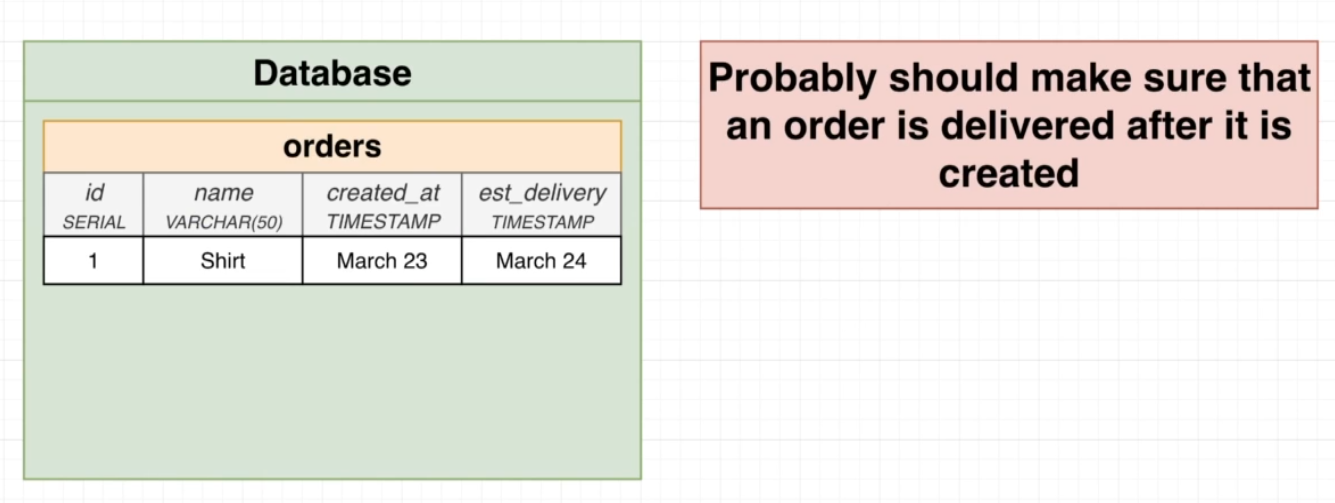 Database
orders
id name created_at est_delivery
SERIAL VARCHAR(50) TIMESTAMP TIMESTAMP
1 Shirt March 23 March 24
Probably should make sure that
an order is delivered after it is
created